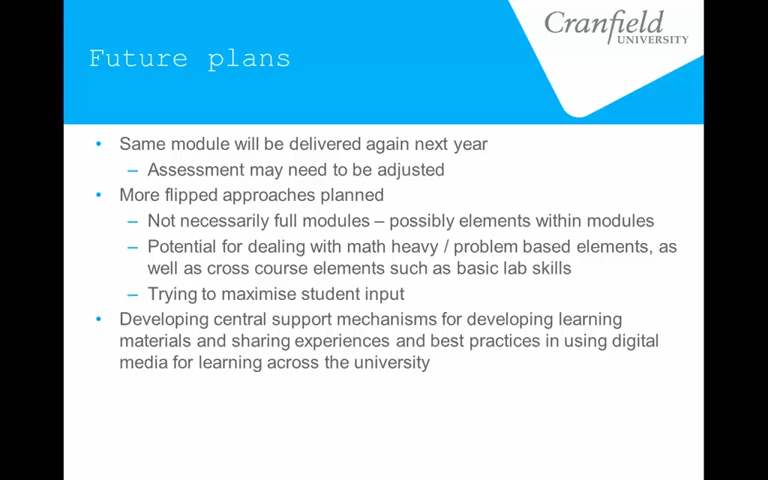 Cranfield
UNIVERSITY
Future plans
• Same module will be delivered again next year
– Assessment may need to be adjusted
• More flipped approaches planned
– Not necessarily full modules – possibly elements within modules
– Potential for dealing with math heavy / problem based elements, as
well as cross course elements such as basic lab skills
– Trying to maximise student input
• Developing central support mechanisms for developing learning
materials and sharing experiences and best practices in using digital
media for learning across the university